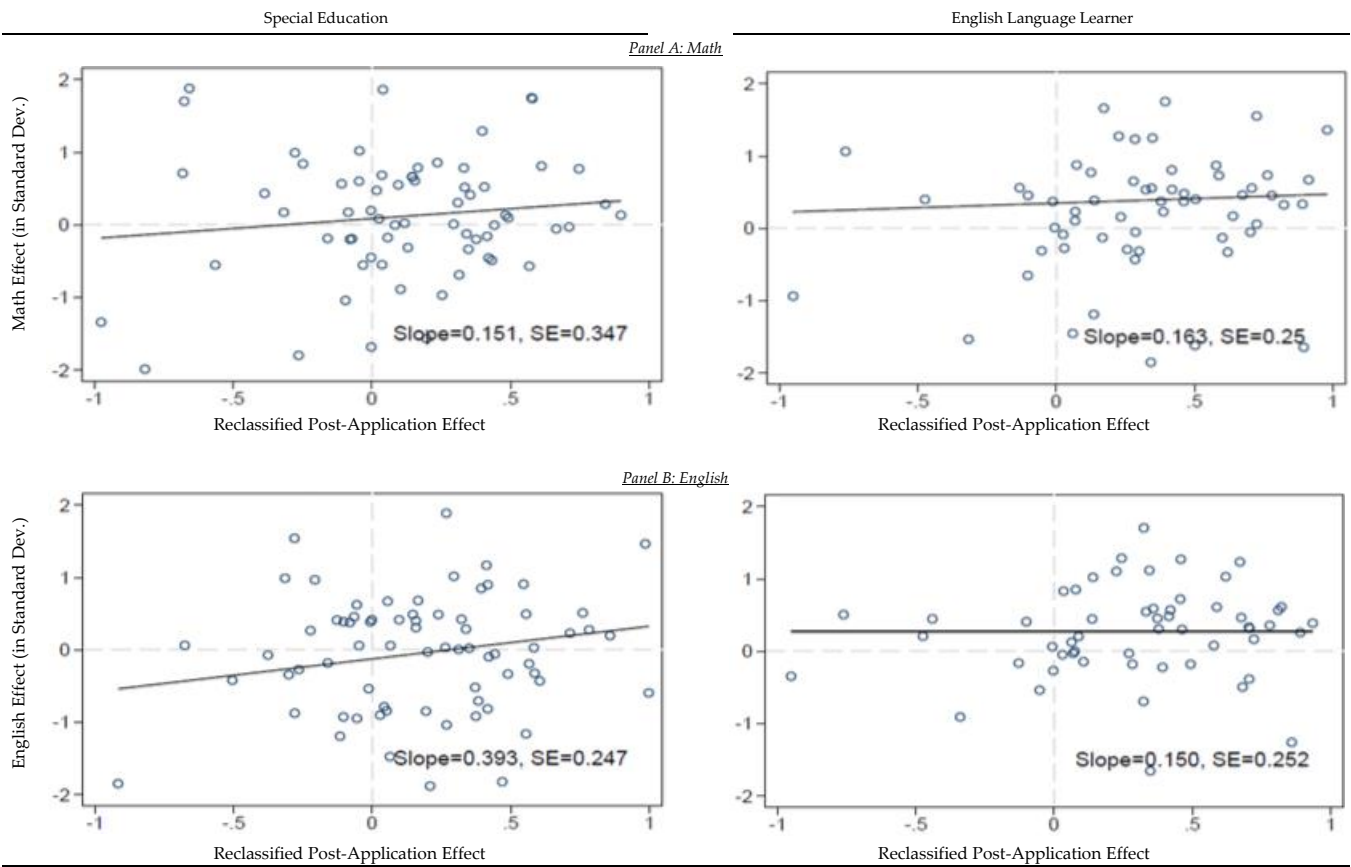 Special Education
English Language Learner
Panel A: Math
Math Effect (in Standard Dev.)
2
1
0
-1
-2
Slope=0.151, SE=0.347
-1
-.5
0
.5
1
Reclassified Post-Application Effect
2
1
0
-1
-2
Slope=0.163, SE=0.25
-1
-.5
0
.5
1
Reclassified Post-Application Effect
Panel B: English
English Effect (in Standard Dev.)
2
1
0
-1
-2
Slope=0.393, SE=0.247
-1
-.5
0
.5
1
Reclassified Post-Application Effect
2
1
0
-1
-2
Slope=0.150, SE=0.252
-1
-.5
0
.5
1
Reclassified Post-Application Effect